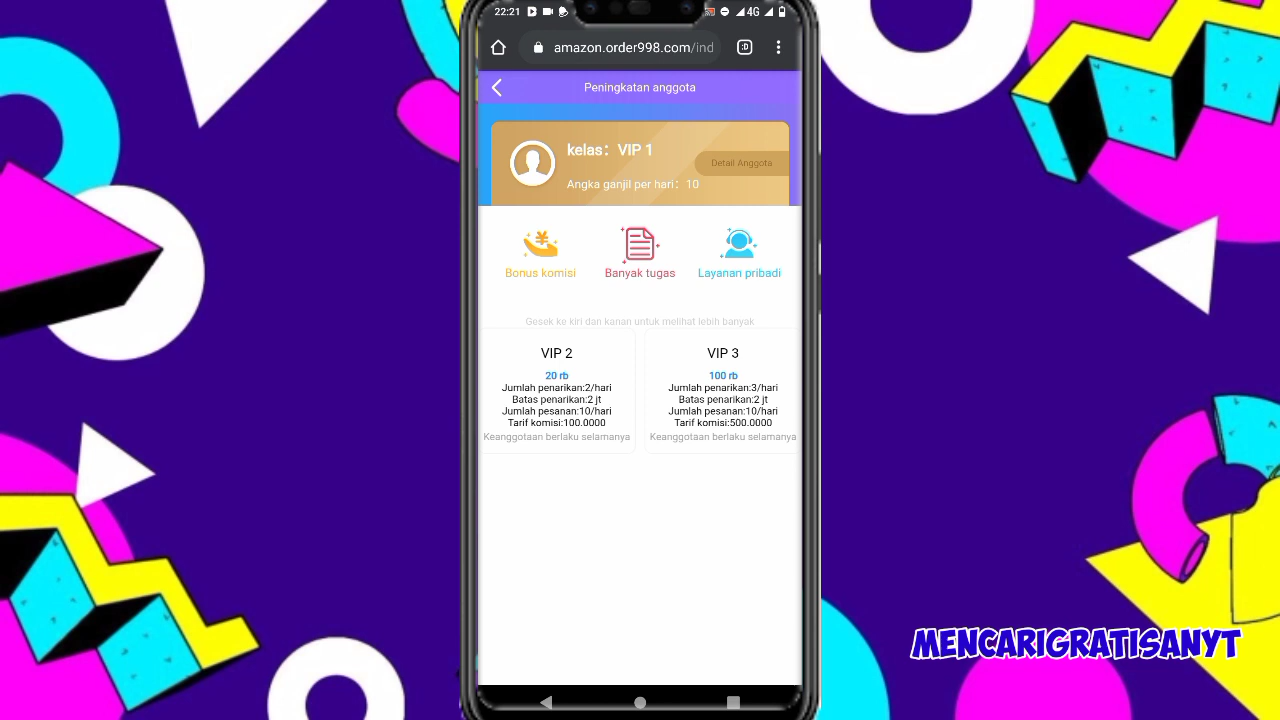 22:21
4G
amazon.order998.com/ind
:D
Peningkatan anggota
kelas: VIP 1
Detail Anggota
Angka ganjil per hari: 10
Bonus komisi
Banyak tugas
Layanan pribadi
Gesek ke kiri dan kanan untuk melihat lebih banyak
VIP 2
20 rb
Jumlah penarikan:2/hari
Batas penarikan:2 jt
Jumlah pesanan:10/hari
Tarif komisi:100.0000
Keanggotaan berlaku selamanya
VIP 3
100 rb
Jumlah penarikan:3/hari
Batas penarikan:2 jt
Jumlah pesanan:10/hari
Tarif komisi:500.0000
Keanggotaan berlaku selamanya
MENCARIGRATISANYT